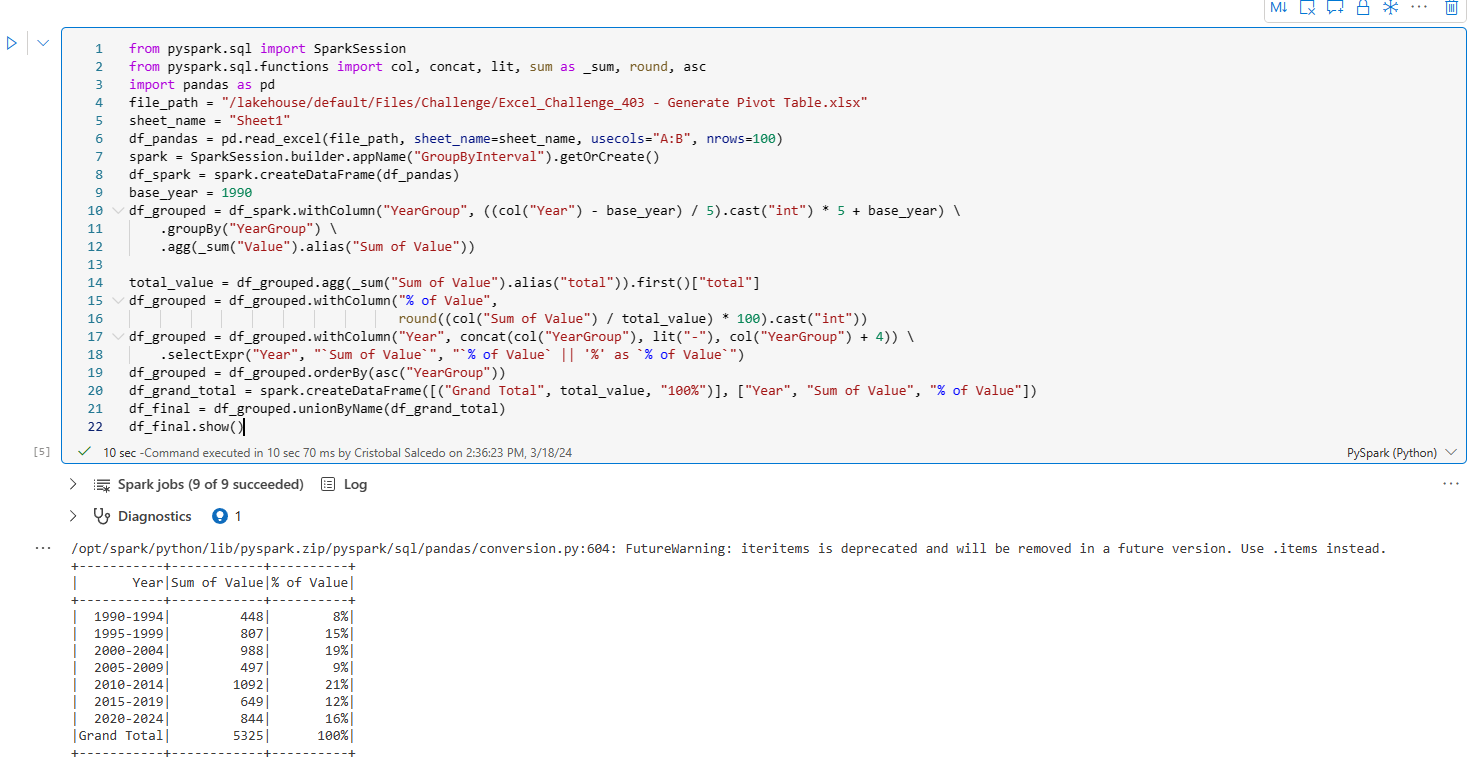 M↓
1 from pyspark.sql import SparkSession
2 from pyspark.sql.functions import col, concat, lit, sum as _sum, round, asc
3 import pandas as pd
4 file_path = "/lakehouse/default/Files/Challenge/Excel_Challenge_403 - Generate Pivot Table.xlsx"
5 sheet_name = "Sheet1"
6 df_pandas = pd.read_excel(file_path, sheet_name=sheet_name, usecols="A:B", nrows=100)
7 spark = SparkSession.builder.appName("GroupByInterval").getOrCreate()
8 df_spark = spark.createDataFrame(df_pandas)
9 base_year = 1990
10 df_grouped = df_spark.withColumn("YearGroup", ((col("Year") - base_year) / 5).cast("int") * 5 + base_year) \
11     .groupBy("YearGroup") \
12     .agg(_sum("Value").alias("Sum of Value"))
13
14 total_value = df_grouped.agg(_sum("Sum of Value").alias("total")).first()["total"]
15 df_grouped = df_grouped.withColumn("% of Value",
16                                    round((col("Sum of Value") / total_value) * 100).cast("int"))
17 df_grouped = df_grouped.withColumn("Year", concat(col("YearGroup"), lit("-"), col("YearGroup") + 4)) \
18     .selectExpr("Year", "`Sum of Value`", "`% of Value` || '%' as `% of Value`")
19 df_grouped = df_grouped.orderBy(asc("YearGroup"))
20 df_grand_total = spark.createDataFrame([("Grand Total", total_value, "100%")], ["Year", "Sum of Value", "% of Value"])
21 df_final = df_grouped.unionByName(df_grand_total)
22 df_final.show()
[5] 10 sec -Command executed in 10 sec 70 ms by Cristobal Salcedo on 2:36:23 PM, 3/18/24 PySpark (Python)
Spark jobs (9 of 9 succeeded) Log
Diagnostics 1
/opt/spark/python/lib/pyspark.zip/pyspark/sql/pandas/conversion.py:604: FutureWarning: iteritems is deprecated and will be removed in a future version. Use .items instead.
+-----------+------------+----------+
|       Year|Sum of Value|% of Value|
+-----------+------------+----------+
|  1990-1994|         448|        8%|
|  1995-1999|         807|       15%|
|  2000-2004|         988|       19%|
|  2005-2009|         497|        9%|
|  2010-2014|        1092|       21%|
|  2015-2019|         649|       12%|
|  2020-2024|         844|       16%|
|Grand Total|        5325|      100%|
+-----------+------------+----------+